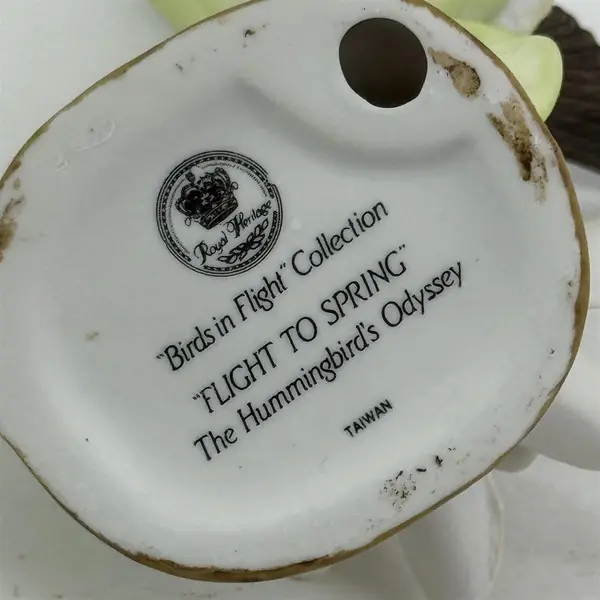 Royal Heritage
"Birds in Flight" Collection
"FLIGHT TO SPRING"
The Hummingbird's Odyssey
TAIWAN